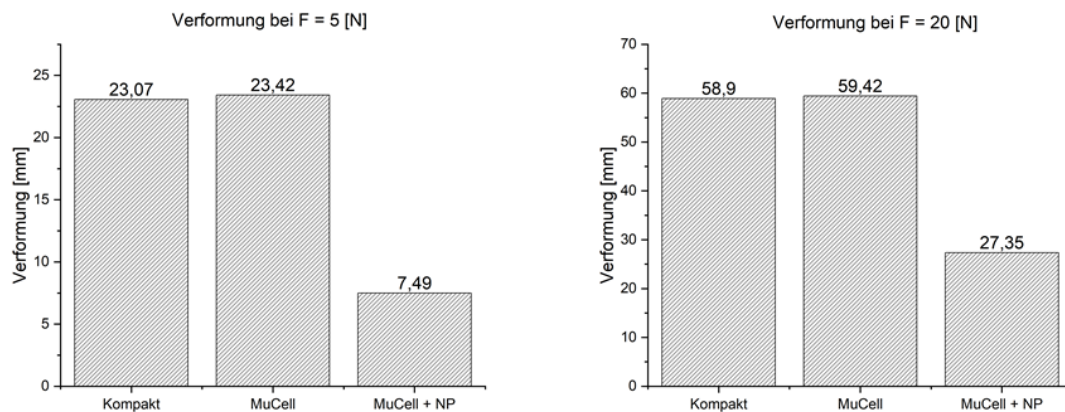 Verformung bei F = 5 [N]
Verformung [mm]
25
20
15
10
5
0
23,07
23,42
7,49
Kompakt
MuCell
MuCell + NP
Verformung bei F = 20 [N]
Verformung [mm]
70
60
50
40
30
20
10
0
58,9
59,42
27,35
Kompakt
MuCell
MuCell + NP